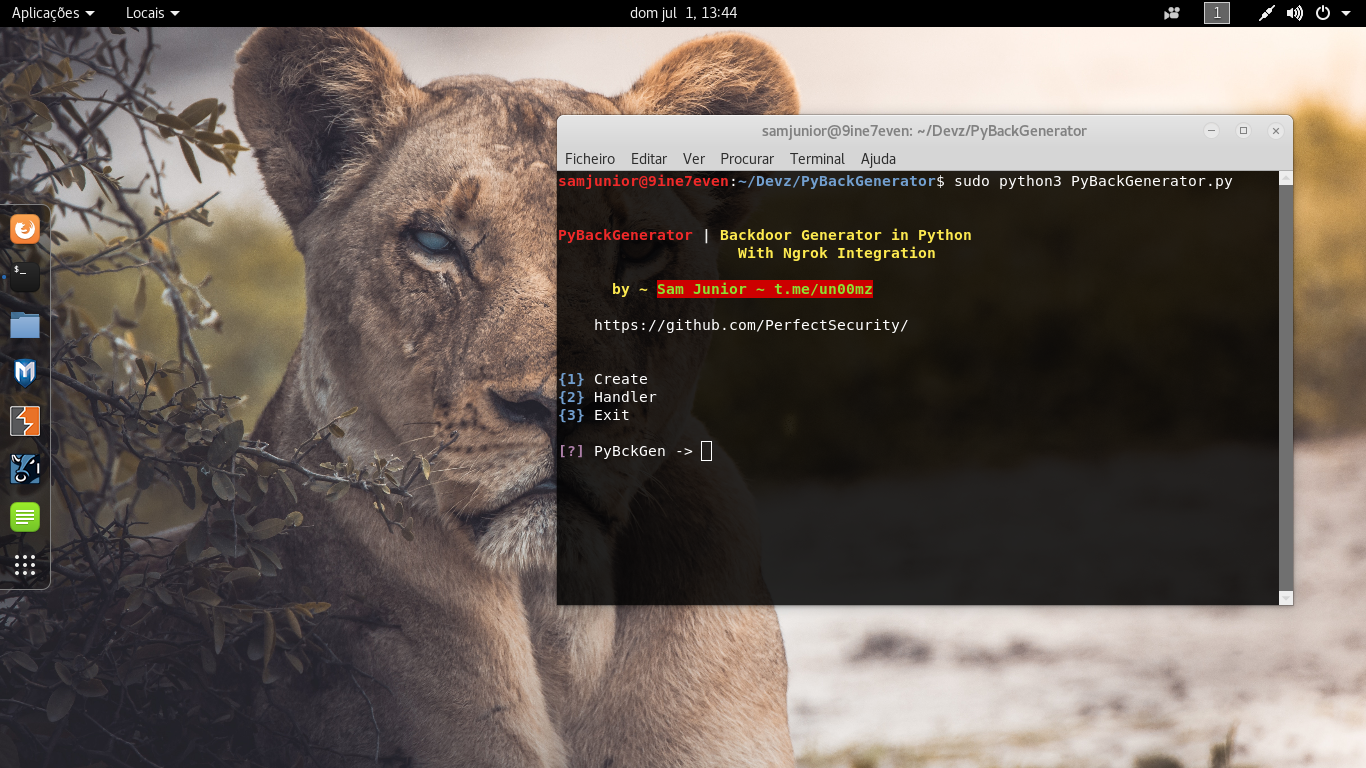 Aplicações Locais dom jul 1, 13:44 1
samjunior@9ine7even: ~/Devz/PyBackGenerator
Ficheiro Editar Ver Procurar Terminal Ajuda
samjunior@9ine7even:~/Devz/PyBackGenerator$ sudo python3 PyBackGenerator.py
PyBackGenerator | Backdoor Generator in Python
With Ngrok Integration
by ~ Sam Junior ~ t.me/un00mz
https://github.com/PerfectSecurity/
{1} Create
{2} Handler
{3} Exit
[?] PyBckGen ->
$_